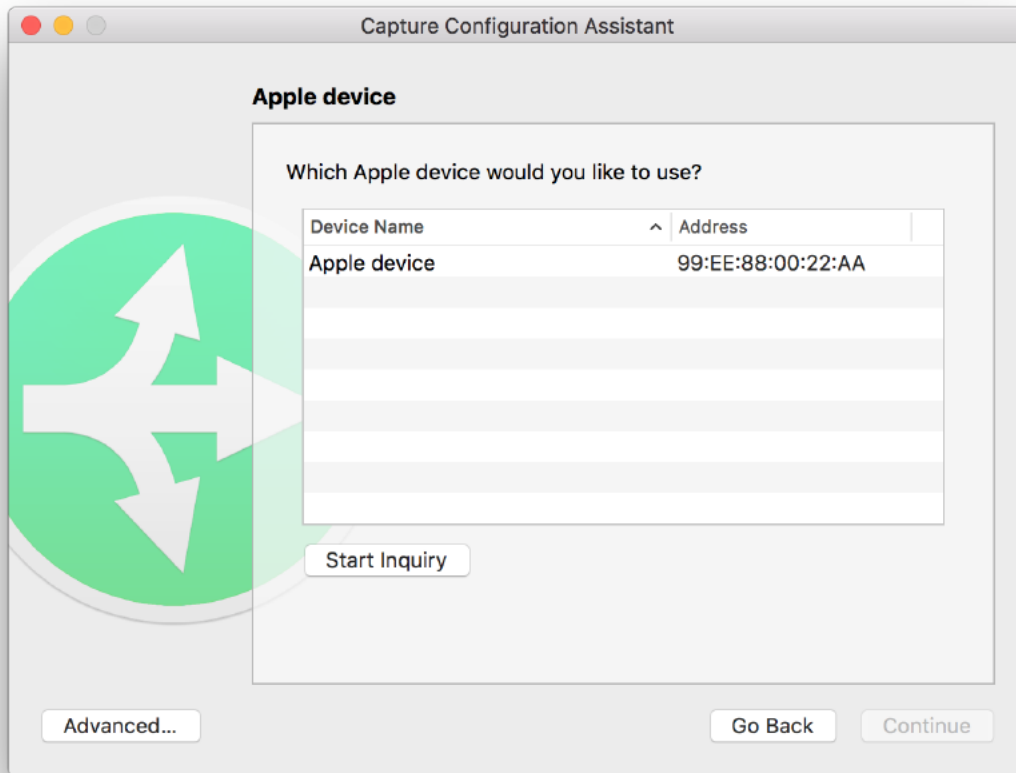 Capture Configuration Assistant
Apple device
Which Apple device would you like to use?
Device Name Address
Apple device 99:EE:88:00:22:AA
Start Inquiry
Advanced... Go Back Continue